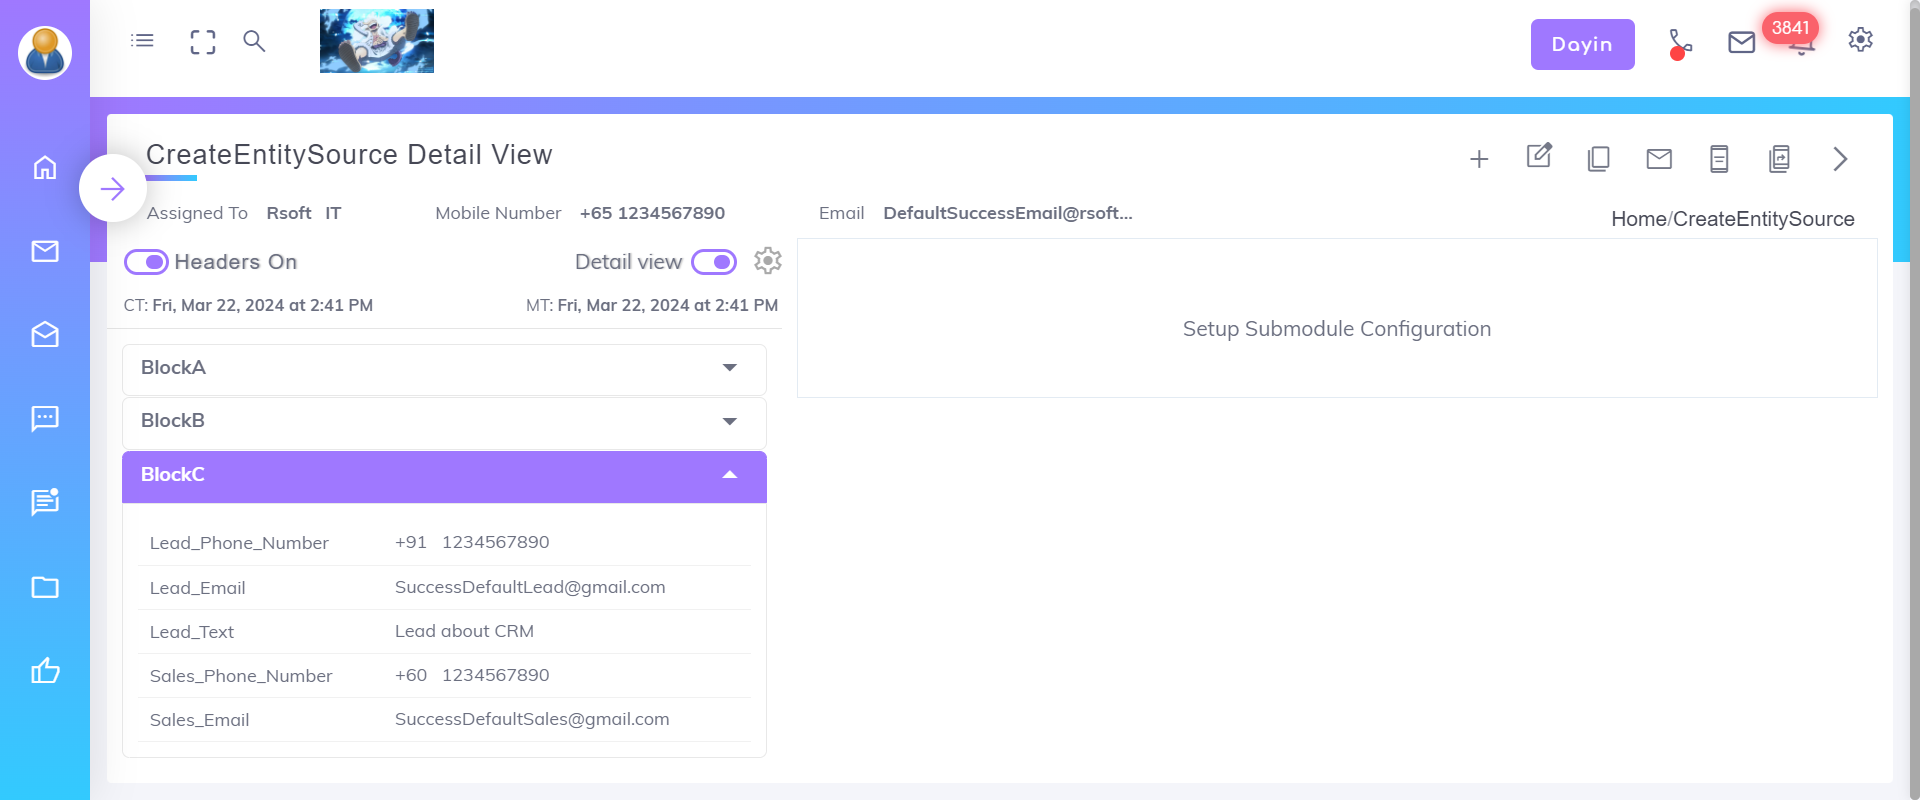 Dayin
3841
CreateEntitySource Detail View
Assigned To Rsoft IT Mobile Number +65 1234567890 Email DefaultSuccessEmail@rsoft...
Home/CreateEntitySource
Headers On Detail view
CT: Fri, Mar 22, 2024 at 2:41 PM MT: Fri, Mar 22, 2024 at 2:41 PM
Setup Submodule Configuration
BlockA
BlockB
BlockC
Lead_Phone_Number +91 1234567890
Lead_Email SuccessDefaultLead@gmail.com
Lead_Text Lead about CRM
Sales_Phone_Number +60 1234567890
Sales_Email SuccessDefaultSales@gmail.com